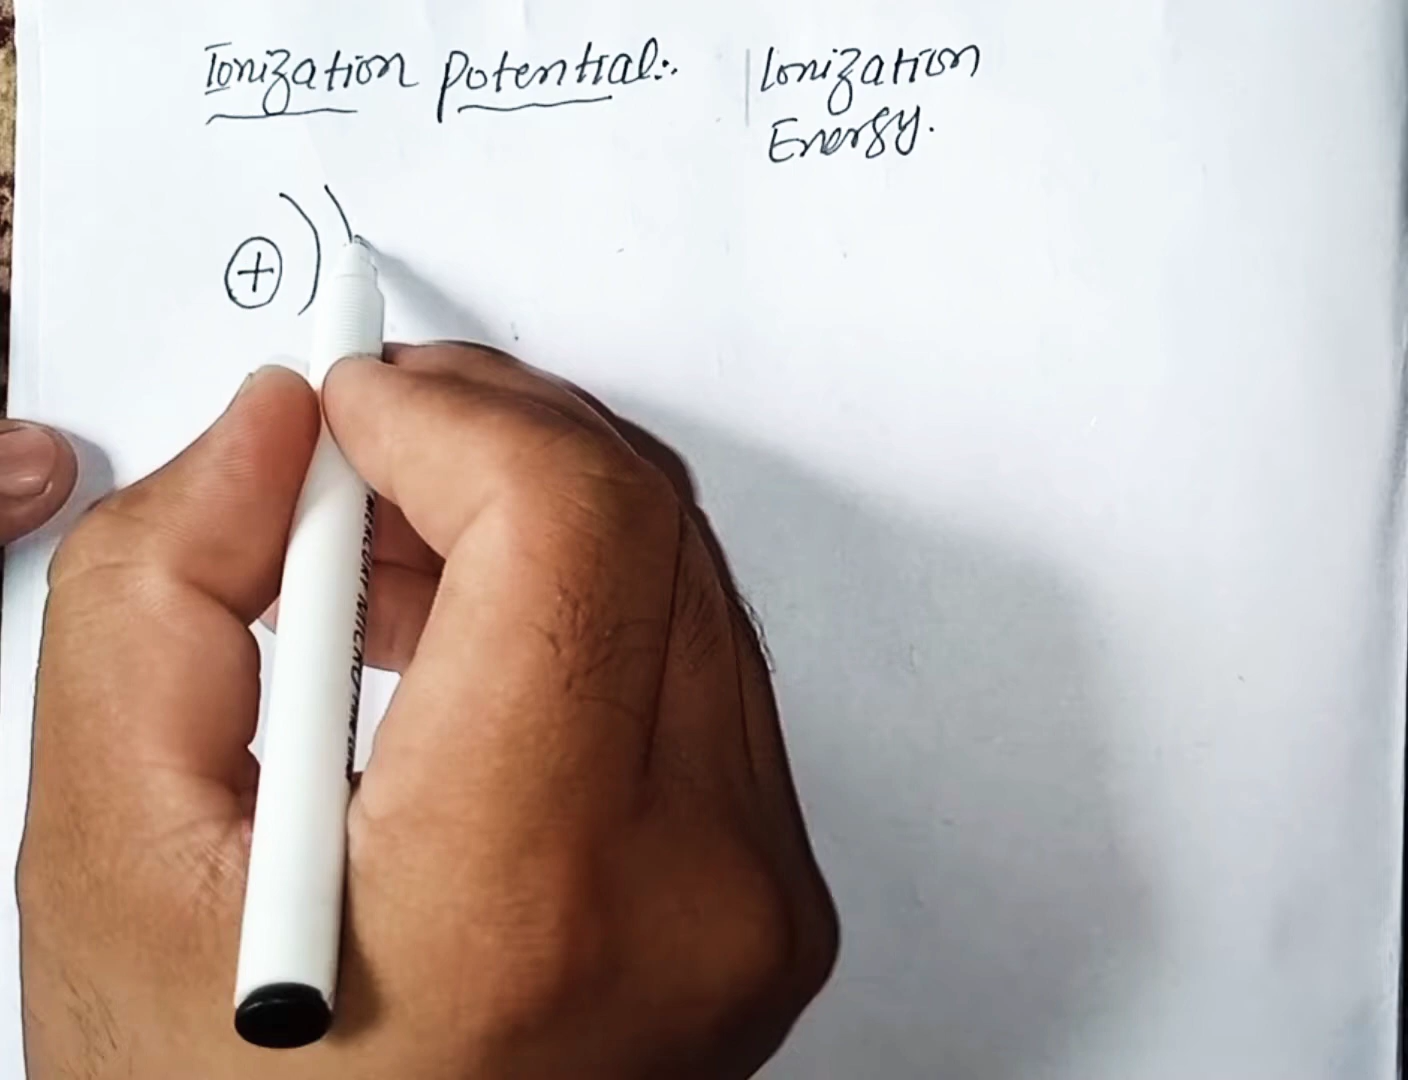 Ionization potential:.
Ionization
Energy.
+